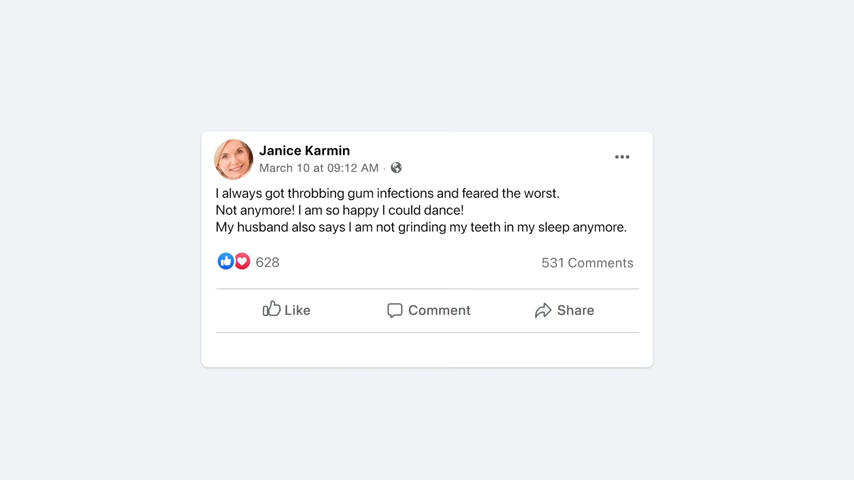 Janice Karmin
March 10 at 09:12 AM ·
I always got throbbing gum infections and feared the worst.
Not anymore! I am so happy I could dance!
My husband also says I am not grinding my teeth in my sleep anymore.
628
531 Comments
Like
Comment
Share